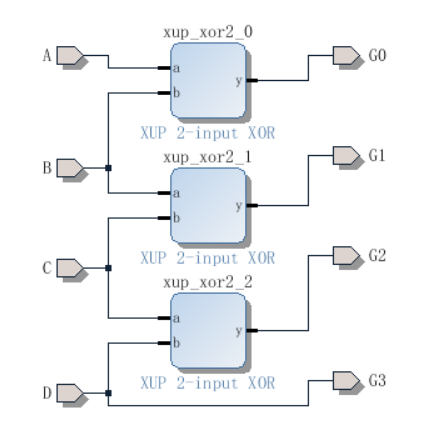 xup_xor2_0
A
G0
a
b
y
XUP 2-input XOR
xup_xor2_1
B
G1
a
b
y
XUP 2-input XOR
xup_xor2_2
C
G2
a
b
y
XUP 2-input XOR
D
G3